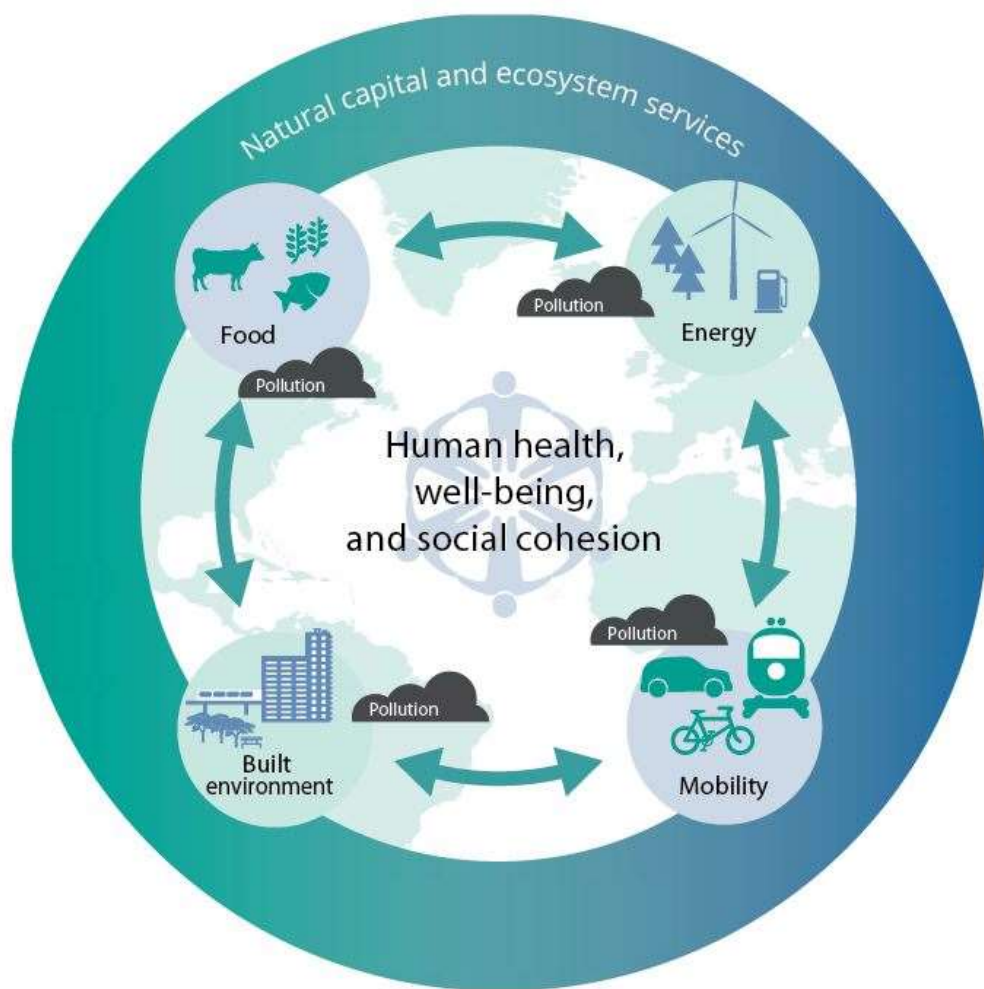 Natural capital and ecosystem services
Food
Pollution
Pollution
Energy
Human health,
well-being,
and social cohesion
Built
environment
Pollution
Pollution
Mobility